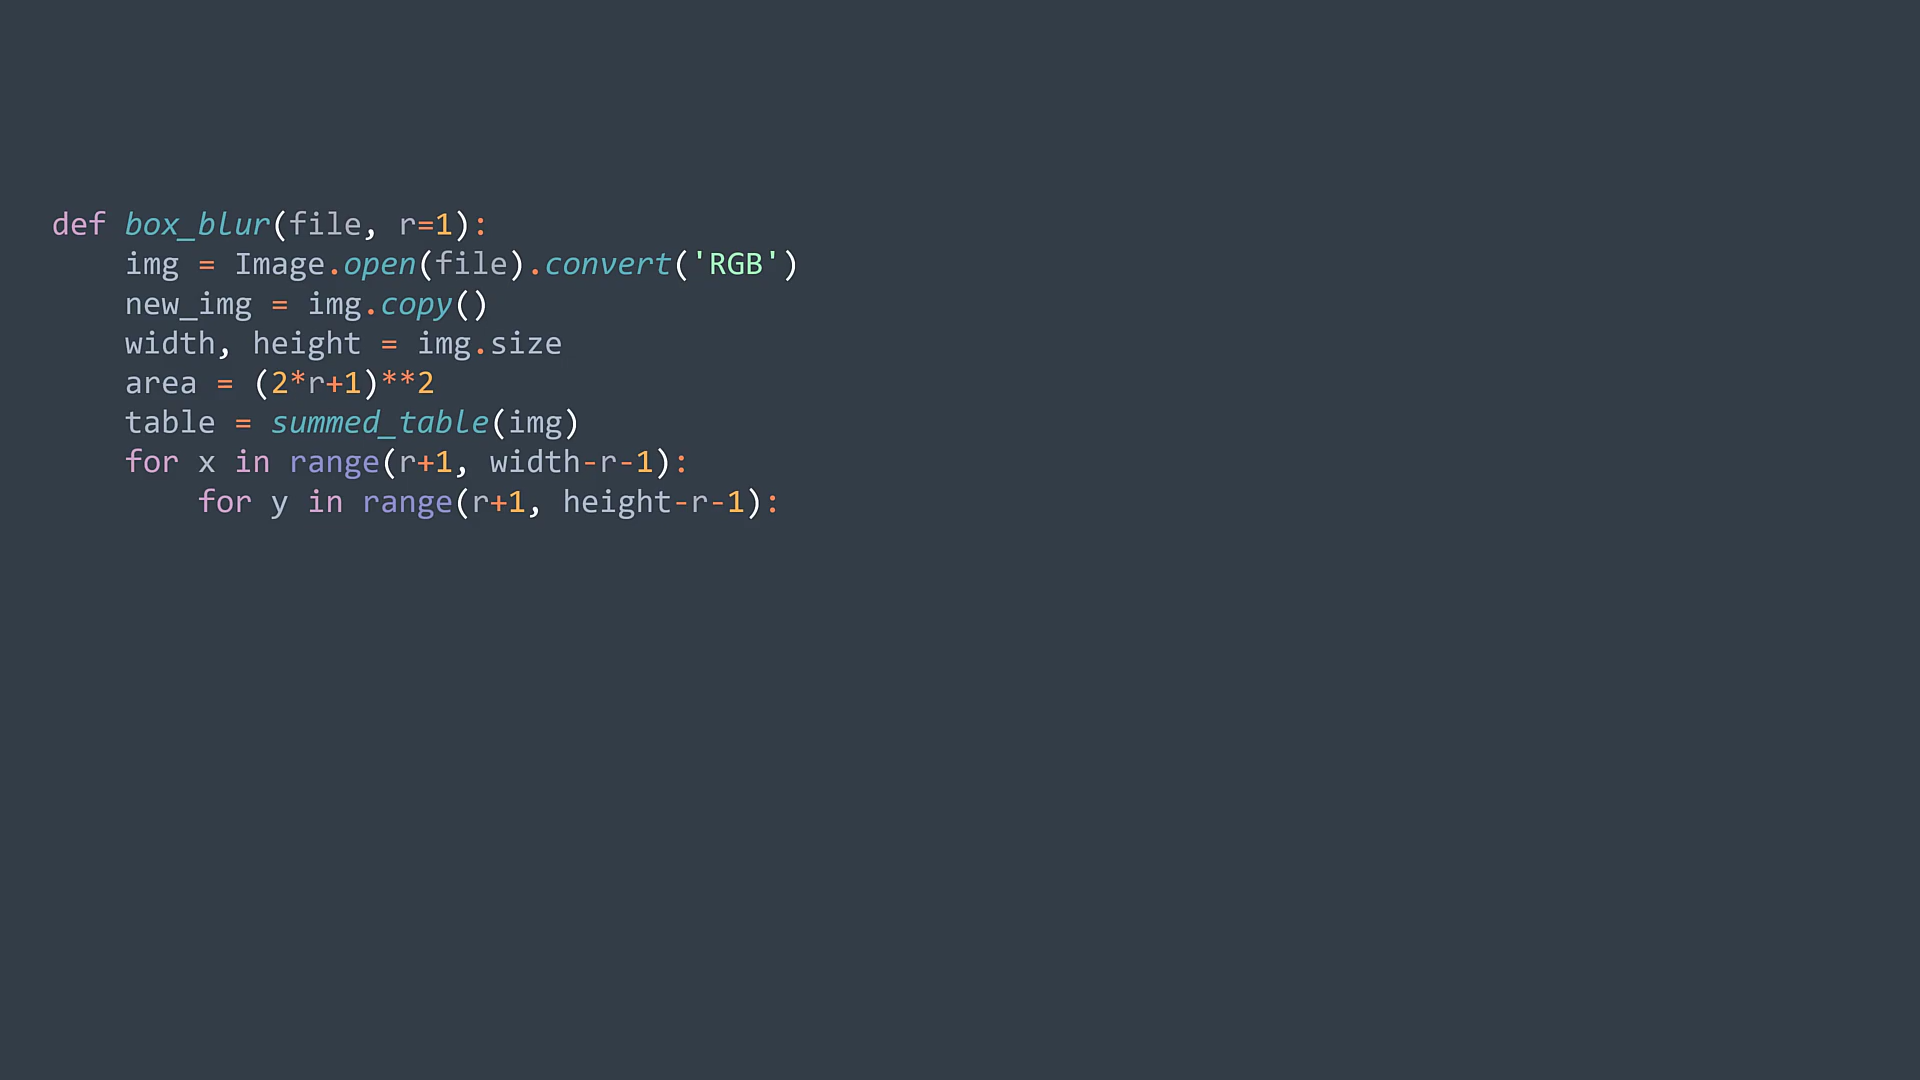 def box_blur(file, r=1):
    img = Image.open(file).convert('RGB')
    new_img = img.copy()
    width, height = img.size
    area = (2*r+1)**2
    table = summed_table(img)
    for x in range(r+1, width-r-1):
        for y in range(r+1, height-r-1):